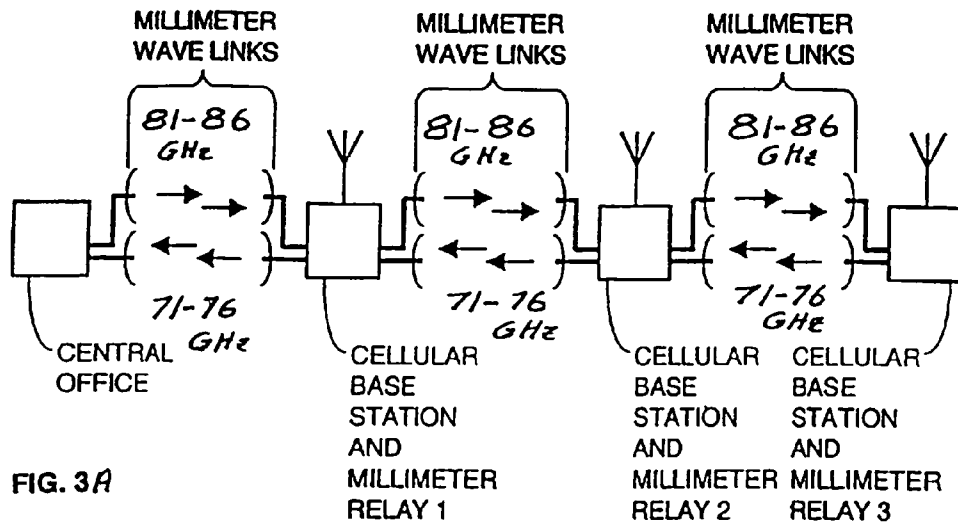 MILLIMETER
WAVE LINKS
MILLIMETER
WAVE LINKS
MILLIMETER
WAVE LINKS
81-86
GHz
81-86
GHz
81-86
GHz
71-76
GHz
71-76
GHz
71-76
GHz
CENTRAL
OFFICE
CELLULAR
BASE
STATION
AND
MILLIMETER
RELAY 1
CELLULAR
BASE
STATION
AND
MILLIMETER
RELAY 2
CELLULAR
BASE
STATION
AND
MILLIMETER
RELAY 3
FIG. 3A